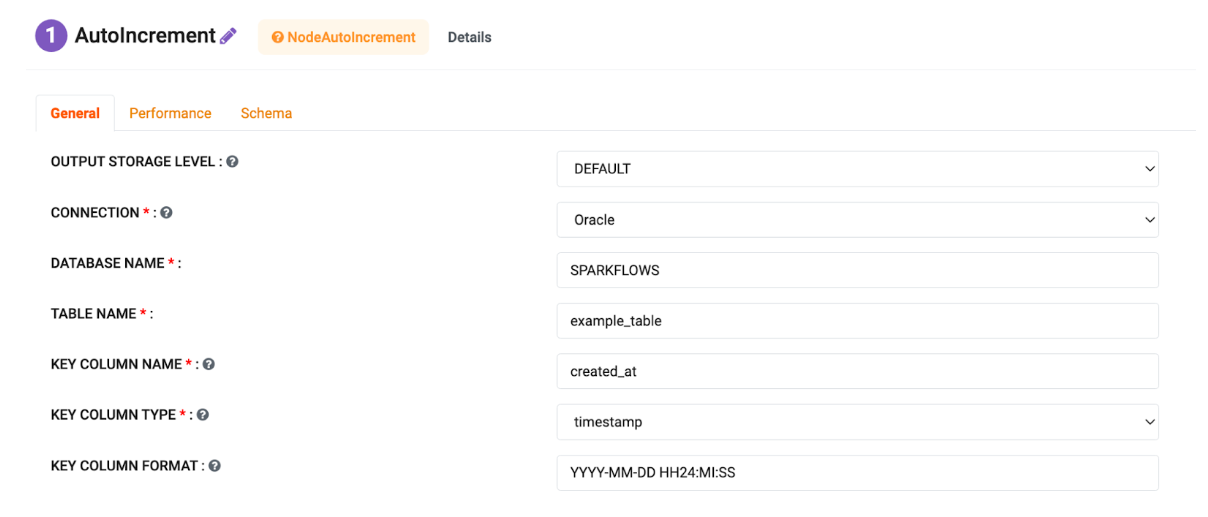 1 AutoIncrement NodeAutoIncrement Details
General Performance Schema
OUTPUT STORAGE LEVEL : DEFAULT
CONNECTION * : Oracle
DATABASE NAME * : SPARKFLOWS
TABLE NAME * : example_table
KEY COLUMN NAME * : created_at
KEY COLUMN TYPE * : timestamp
KEY COLUMN FORMAT : YYYY-MM-DD HH24:MI:SS